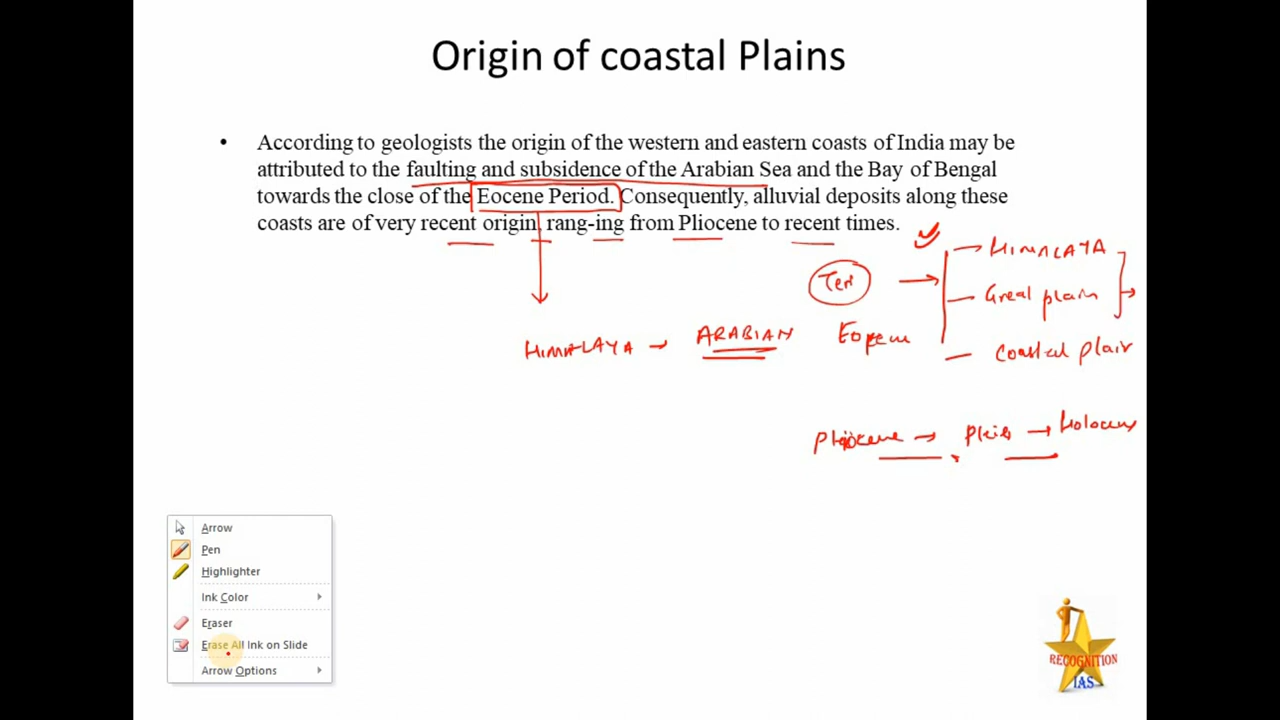 Origin of coastal Plains
• According to geologists the origin of the western and eastern coasts of India may be
attributed to the faulting and subsidence of the Arabian Sea and the Bay of Bengal
towards the close of the Eocene Period. Consequently, alluvial deposits along these
coasts are of very recent origin, rang-ing from Pliocene to recent times.
HIMALAYA
Teri
Great plain
HIMALAYA → ARABIAN
Coastal plain
Pliocene → → Holocene
Arrow
Pen
Highlighter
Ink Color
Eraser
Erase All Ink on Slide
Arrow Options
RECOGNITION
IAS